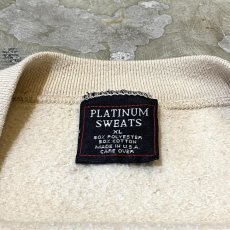 PLATINUM
SWEATS
XL
50% POLYESTER
50% COTTON
MADE IN U.S.A.
CARE OVER